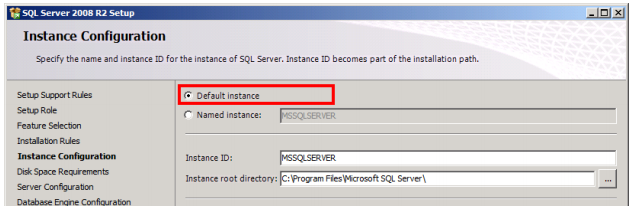 SQL Server 2008 R2 Setup
Instance Configuration
Specify the name and instance ID for the instance of SQL Server. Instance ID becomes part of the installation path.
Setup Support Rules
Setup Role
Feature Selection
Installation Rules
Instance Configuration
Disk Space Requirements
Server Configuration
Database Engine Configuration
Default instance
Named instance: MSSQLSERVER
Instance ID: MSSQLSERVER
Instance root directory: C:\Program Files\Microsoft SQL Server\ ...